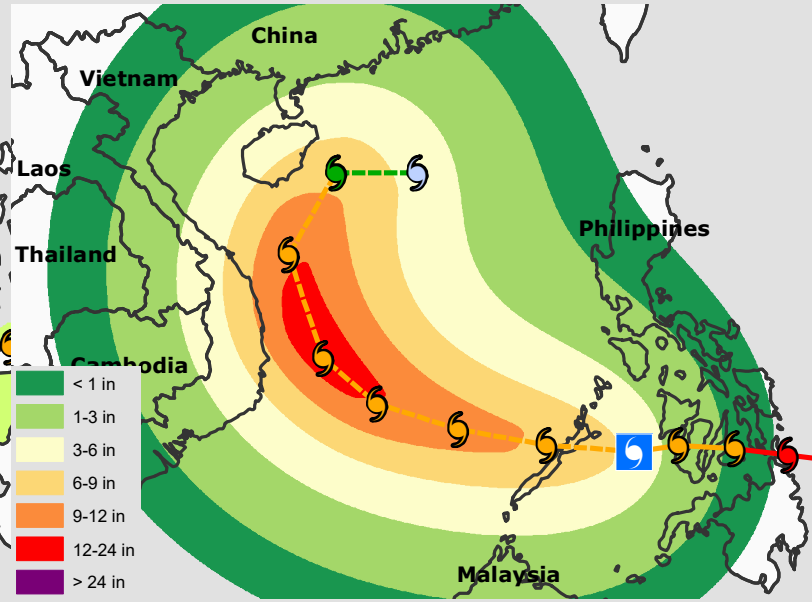 China
Vietnam
Laos
Philippines
Thailand
Cambodia
< 1 in
1-3 in
3-6 in
6-9 in
9-12 in
12-24 in
> 24 in
Malaysia